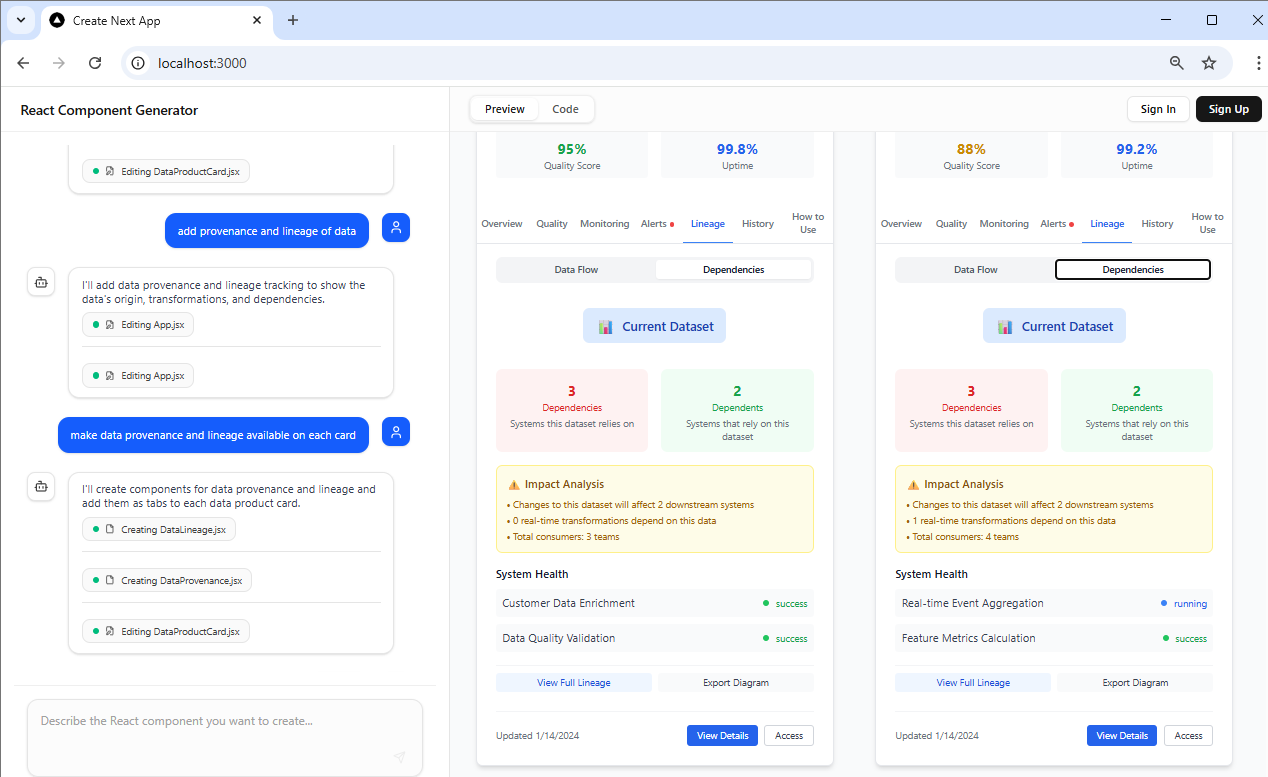 Create Next App
localhost:3000
React Component Generator
Preview Code
Sign In Sign Up
Editing DataProductCard.jsx
add provenance and lineage of data
I'll add data provenance and lineage tracking to show the
data's origin, transformations, and dependencies.
Editing App.jsx
Editing App.jsx
make data provenance and lineage available on each card
I'll create components for data provenance and lineage and
add them as tabs to each data product card.
Creating DataLineage.jsx
Creating DataProvenance.jsx
Editing DataProductCard.jsx
Describe the React component you want to create...
95% 99.8%
Quality Score Uptime
Overview Quality Monitoring Alerts Lineage History How to
Use
Data Flow Dependencies
Current Dataset
3 2
Dependencies Dependents
Systems this dataset relies on Systems that rely on this
dataset
Impact Analysis
• Changes to this dataset will affect 2 downstream systems
• 0 real-time transformations depend on this data
• Total consumers: 3 teams
System Health
Customer Data Enrichment success
Data Quality Validation success
View Full Lineage Export Diagram
Updated 1/14/2024 View Details Access
88% 99.2%
Quality Score Uptime
Overview Quality Monitoring Alerts Lineage History How to
Use
Data Flow Dependencies
Current Dataset
3 2
Dependencies Dependents
Systems this dataset relies on Systems that rely on this
dataset
Impact Analysis
• Changes to this dataset will affect 2 downstream systems
• 1 real-time transformations depend on this data
• Total consumers: 4 teams
System Health
Real-time Event Aggregation running
Feature Metrics Calculation success
View Full Lineage Export Diagram
Updated 1/14/2024 View Details Access